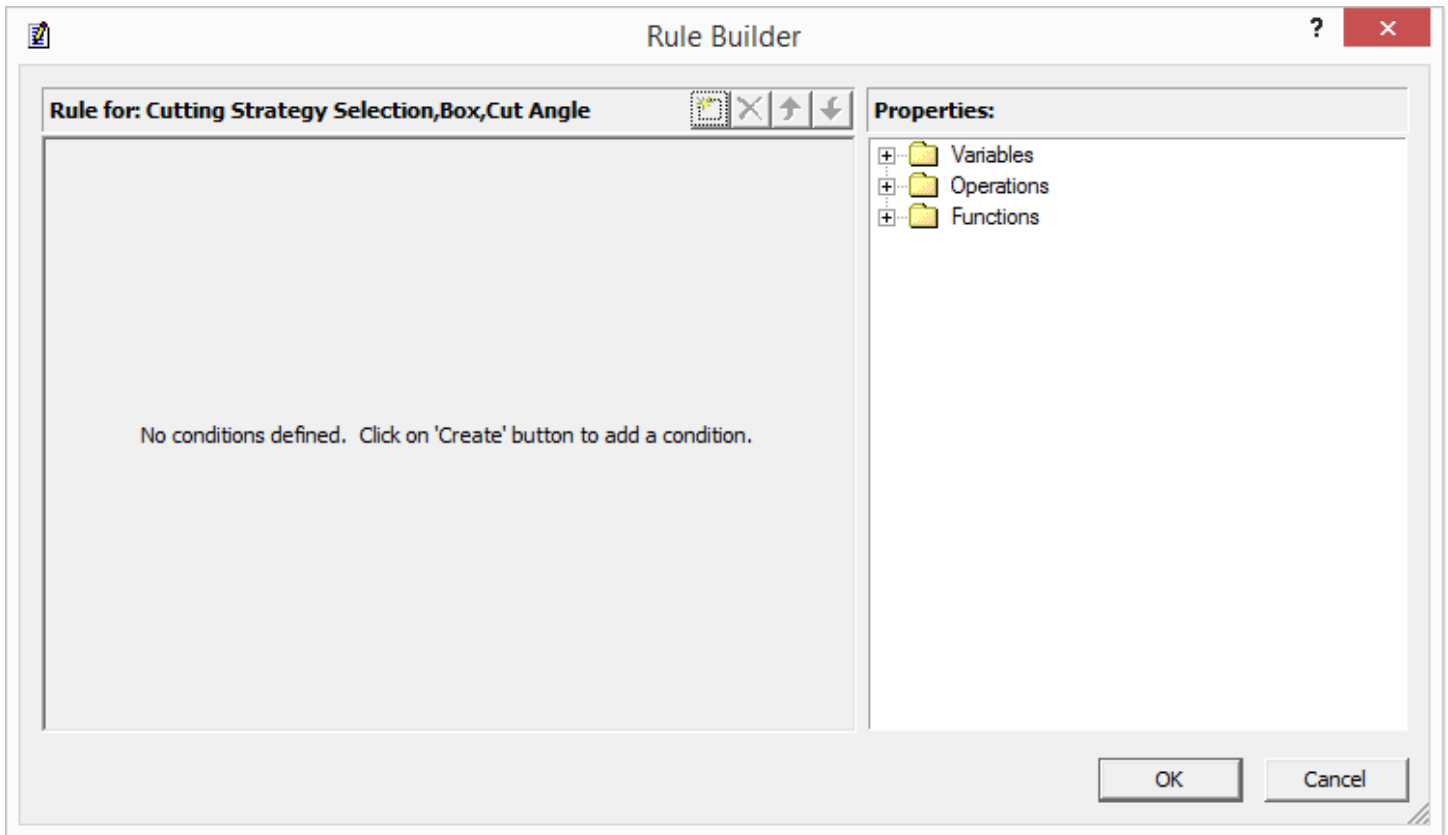 Rule Builder
?
Rule for: Cutting Strategy Selection,Box,Cut Angle
Properties:
Variables
Operations
Functions
No conditions defined.  Click on 'Create' button to add a condition.
OK
Cancel